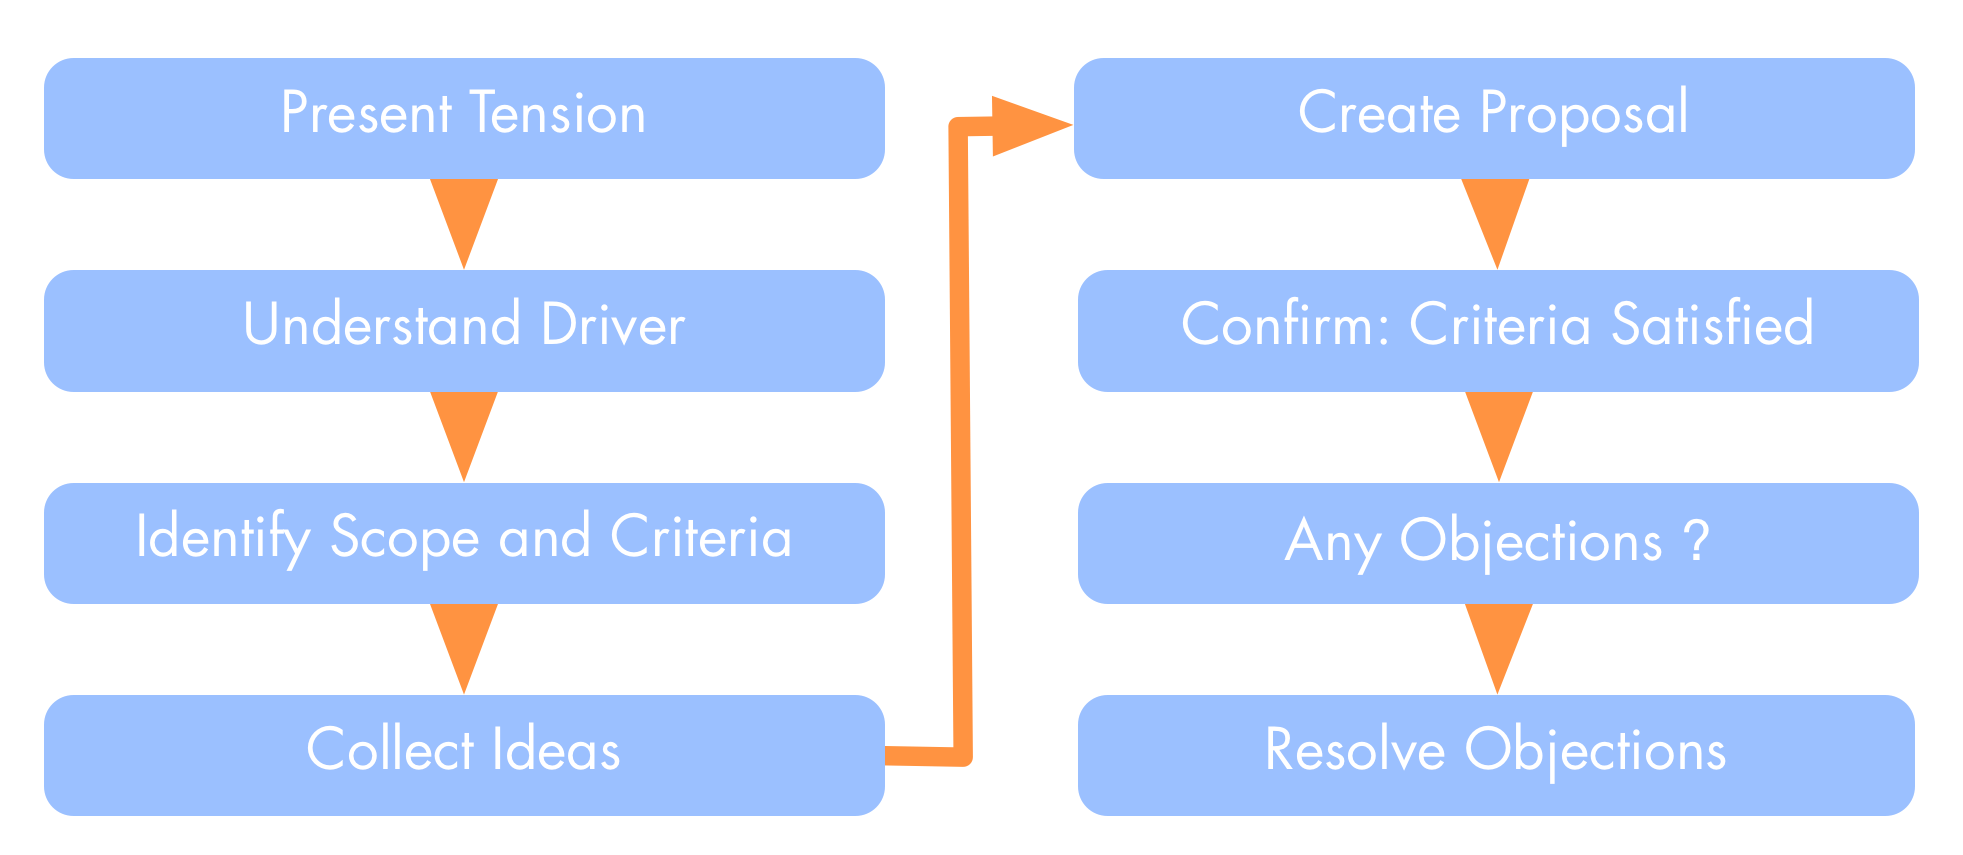 Present Tension
Understand Driver
Identify Scope and Criteria
Collect Ideas
Create Proposal
Confirm: Criteria Satisfied
Any Objections ?
Resolve Objections